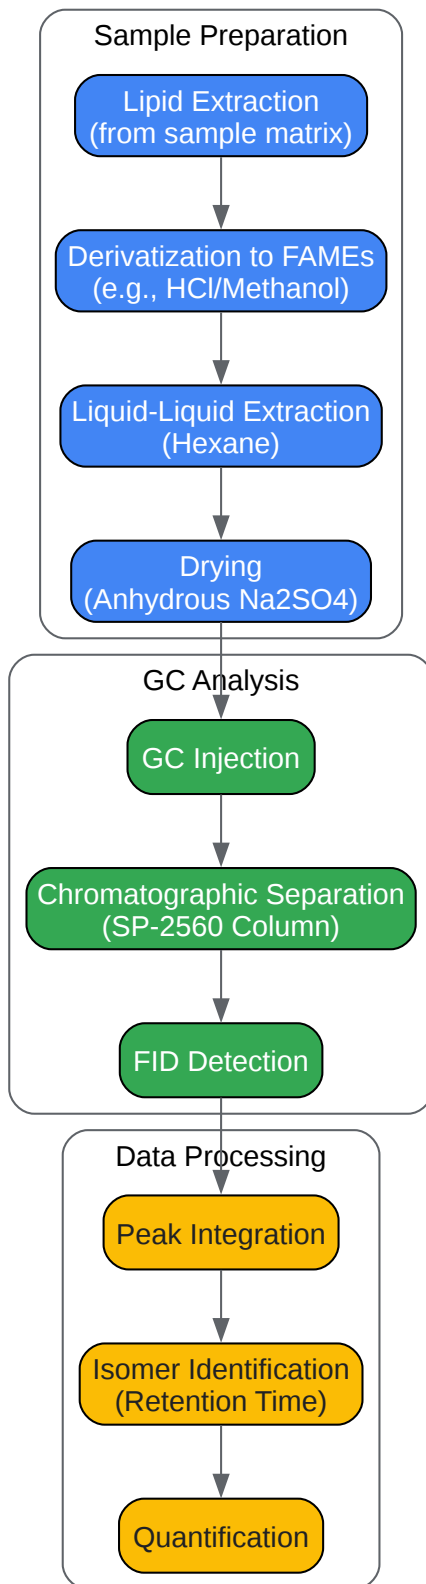 Sample Preparation
Lipid Extraction
(from sample matrix)
Derivatization to FAMEs
(e.g., HCl/Methanol)
Liquid-Liquid Extraction
(Hexane)
Drying
(Anhydrous Na2SO4)
GC Analysis
GC Injection
Chromatographic Separation
(SP-2560 Column)
FID Detection
Data Processing
Peak Integration
Isomer Identification
(Retention Time)
Quantification